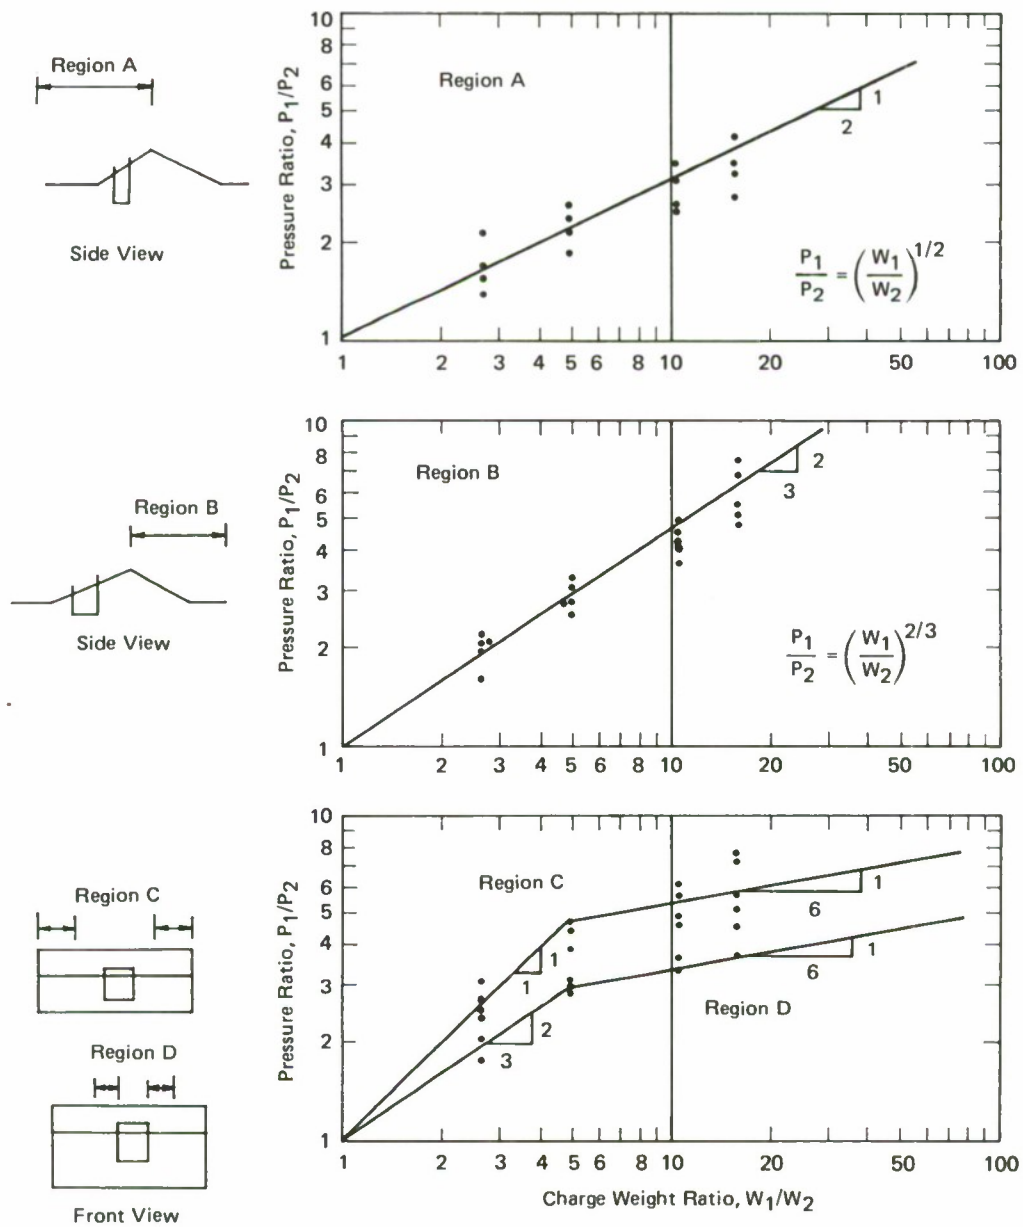 Region A
Side View
Pressure Ratio, P1/P2
10
8
6
5
4
3
2
1
Region A
1
2
P1/P2 = (W1/W2)^1/2
1 2 3 4 5 6 8 10 20 50 100
Region B
Side View
Pressure Ratio, P1/P2
10
8
6
5
4
3
2
1
Region B
2
3
P1/P2 = (W1/W2)^2/3
1 2 3 4 5 6 8 10 20 50 100
Region C
Region D
Front View
Pressure Ratio, P1/P2
10
8
6
5
4
3
2
1
Region C
1
6
1
1
1
6
2
3
Region D
1 2 3 4 5 6 8 10 20 50 100
Charge Weight Ratio, W1/W2